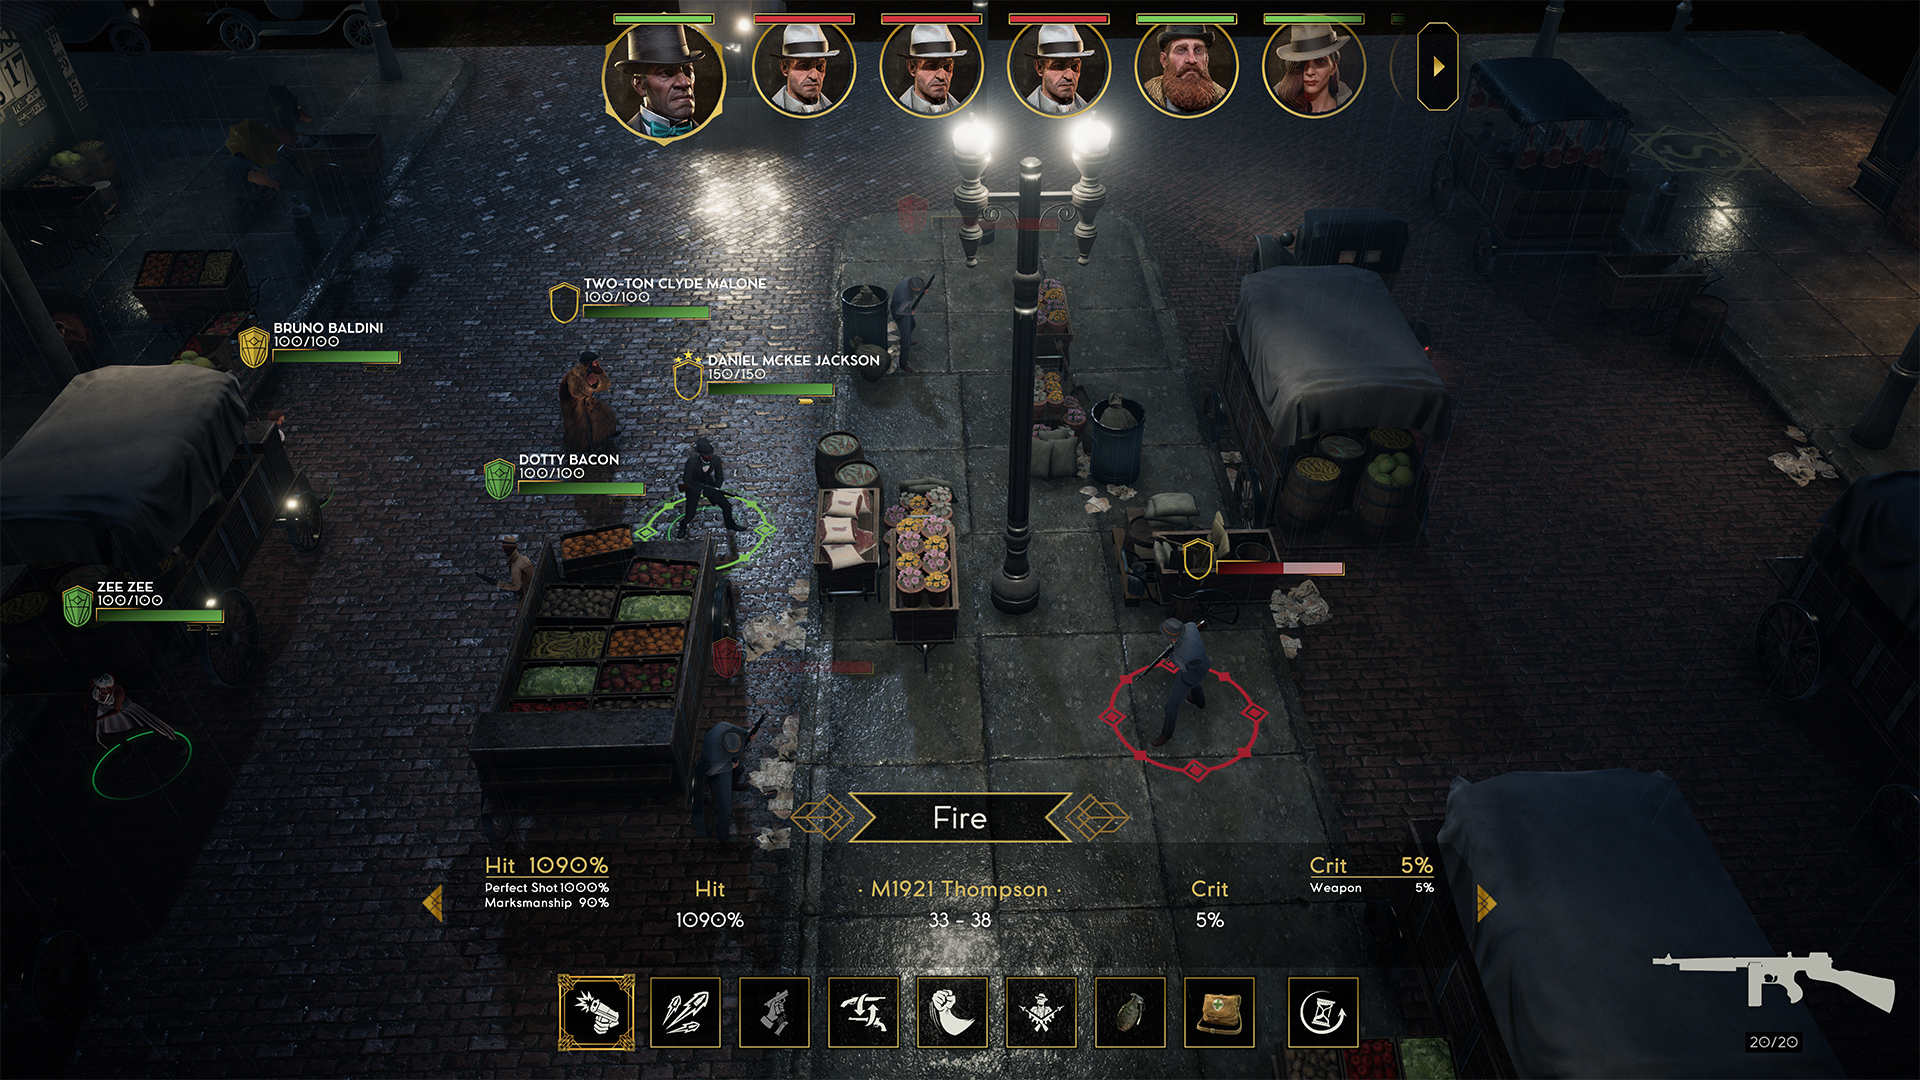 17
TWO-TON CLYDE MALONE
100/100
BRUNO BALDINI
100/100
DANIEL MCKEE JACKSON
150/150
DOTTY BACON
100/100
ZEE ZEE
100/100
Fire
Hit 1090%
Perfect Shot 1000%
Marksmanship 90%
Hit
1090%
· M1921 Thompson ·
33 - 38
Crit
5%
Crit 5%
Weapon 5%
20/20